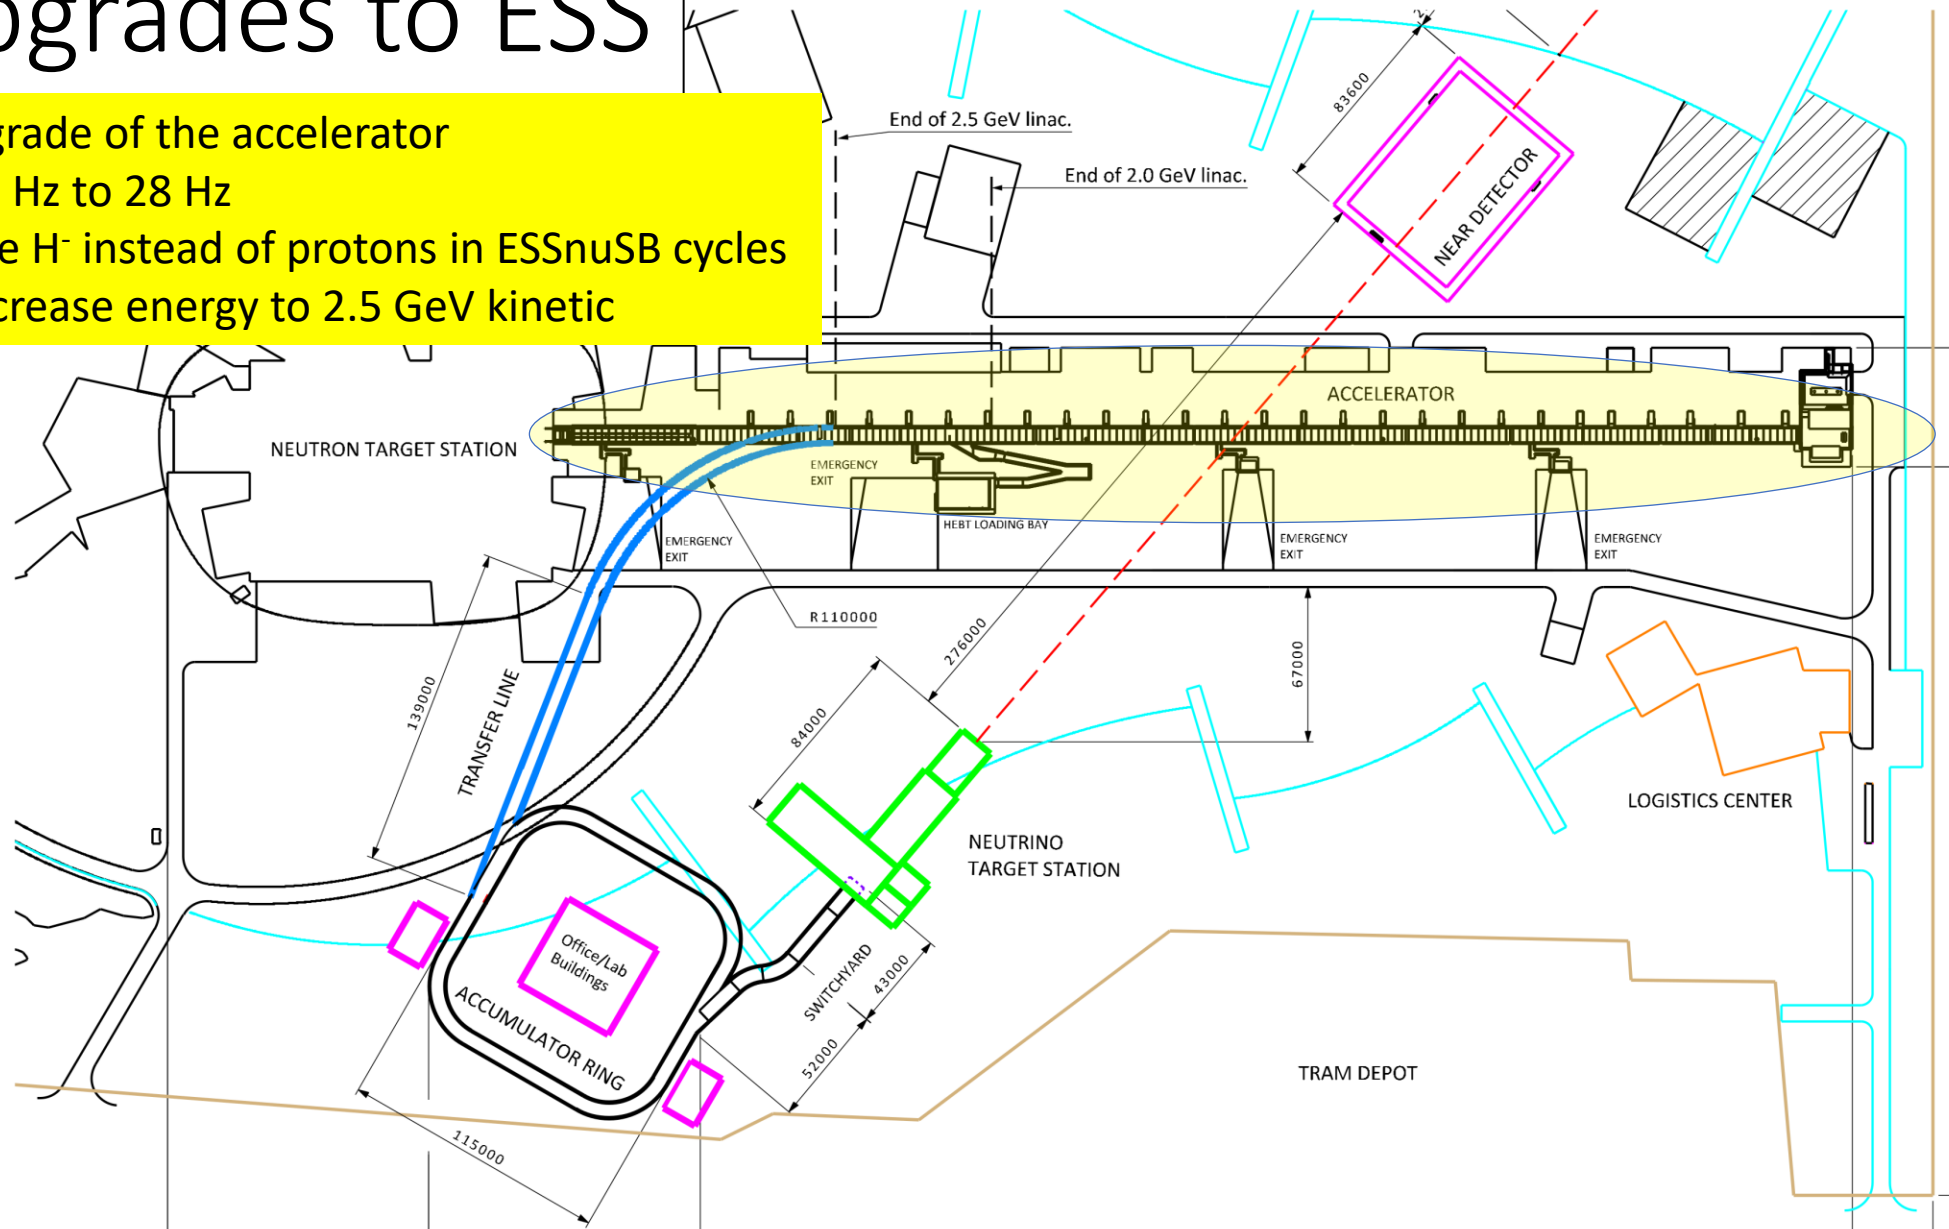 ogrades to ESS
grade of the accelerator
Hz to 28 Hz
e H⁻ instead of protons in ESSnuSB cycles
crease energy to 2.5 GeV kinetic
End of 2.5 GeV linac.
End of 2.0 GeV linac.
83600
NEAR DETECTOR
ACCELERATOR
NEUTRON TARGET STATION
EMERGENCY
EXIT
HEBT LOADING BAY
EMERGENCY
EXIT
EMERGENCY
EXIT
EMERGENCY
EXIT
R110000
276000
67000
139000
TRANSFER LINE
84000
NEUTRINO
TARGET STATION
LOGISTICS CENTER
Office/Lab
Buildings
ACCUMULATOR RING
SWITCHYARD
43000
52000
115000
TRAM DEPOT